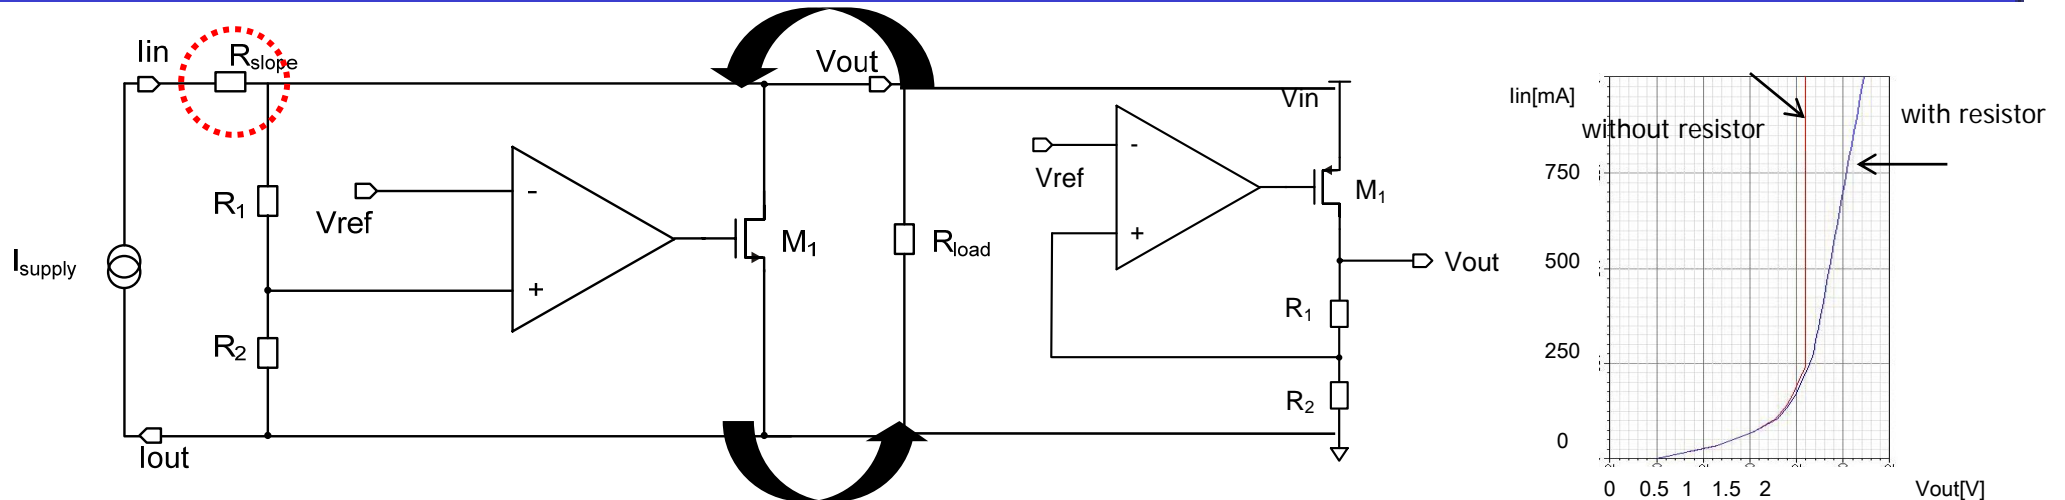 Iin
Rslope
R1
Vref
-
+
R2
Isupply
Iout
M1
Vout
Rload
Vin
Vref
-
+
M1
Vout
R1
R2
Iin[mA]
without resistor
with resistor
750
500
250
0
0 0.5 1 1.5 2 Vout[V]